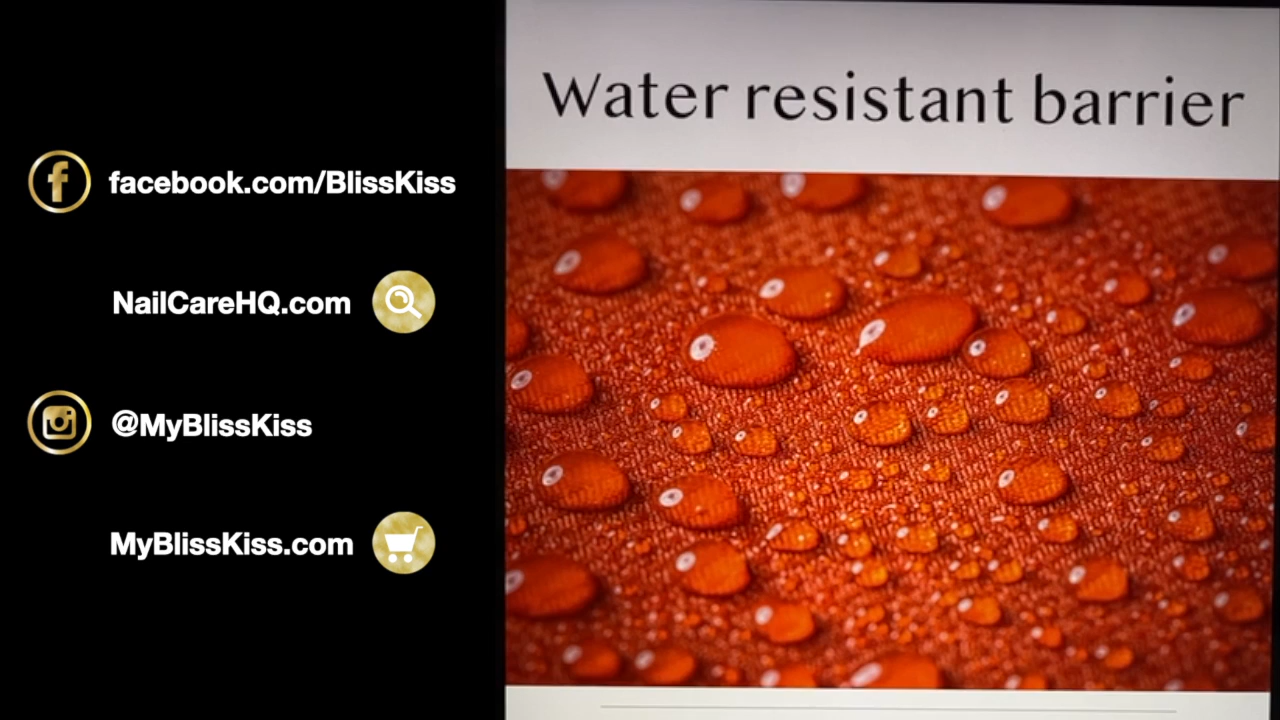 facebook.com/BlissKiss
NailCareHQ.com
@MyBlissKiss
MyBlissKiss.com
Water resistant barrier